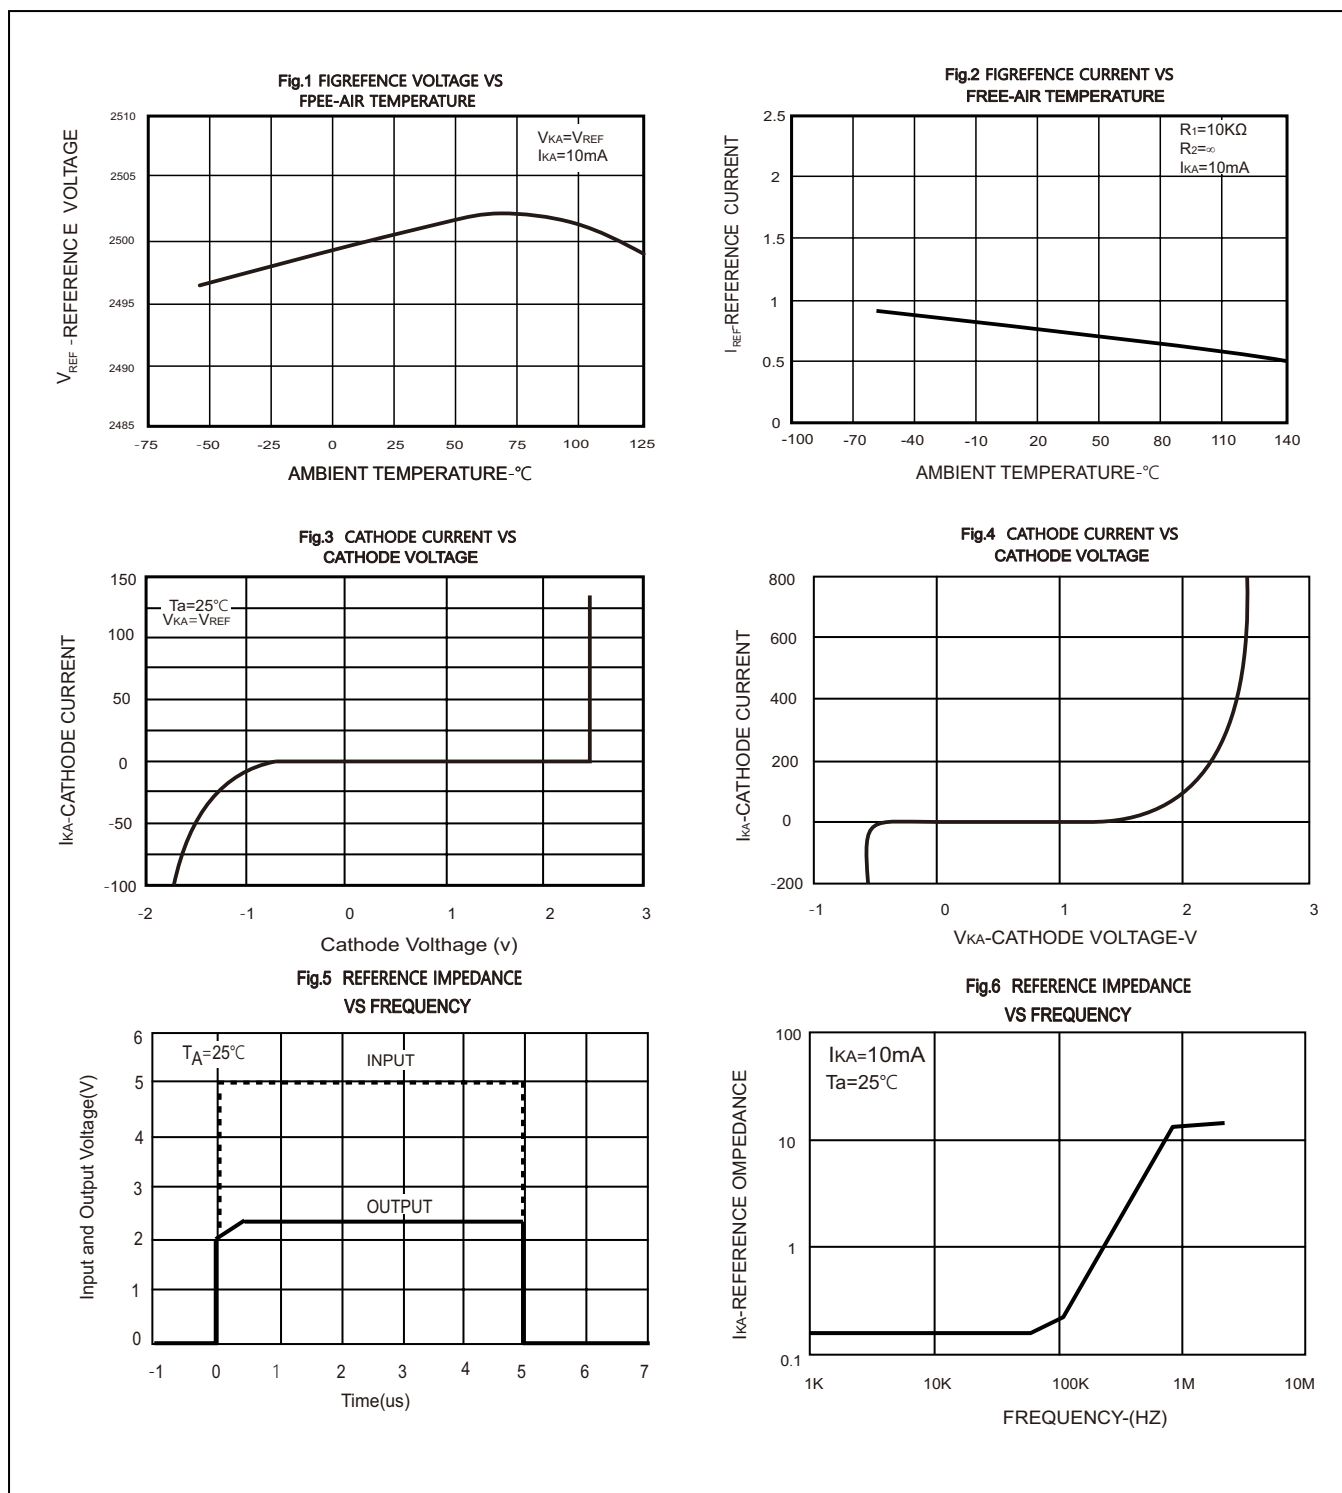 Fig.1 FIGREFENCE VOLTAGE VS
FPEE-AIR TEMPERATURE
2510
2505
2500
2495
2490
2485
VREF -REFERENCE VOLTAGE
VKA=VREF
IKA=10mA
-75 -50 -25 0 25 50 75 100 125
AMBIENT TEMPERATURE-℃
Fig.2 FIGREFENCE CURRENT VS
FREE-AIR TEMPERATURE
2.5
2
1.5
1
0.5
0
IREF-REFERENCE CURRENT
R1=10KΩ
R2=∞
IKA=10mA
-100 -70 -40 -10 20 50 80 110 140
AMBIENT TEMPERATURE-℃
Fig.3 CATHODE CURRENT VS
CATHODE VOLTAGE
150
100
50
0
-50
-100
IKA-CATHODE CURRENT
Ta=25℃
VKA=VREF
-2 -1 0 1 2 3
Cathode Volthage (v)
Fig.4 CATHODE CURRENT VS
CATHODE VOLTAGE
800
600
400
200
0
-200
IKA-CATHODE CURRENT
-1 0 1 2 3
VKA-CATHODE VOLTAGE-V
Fig.5 REFERENCE IMPEDANCE
VS FREQUENCY
6
5
4
3
2
1
0
Input and Output Voltage(V)
TA=25℃
INPUT
OUTPUT
-1 0 1 2 3 4 5 6 7
Time(us)
Fig.6 REFERENCE IMPEDANCE
VS FREQUENCY
100
10
1
0.1
IKA-REFERENCE OMPEDANCE
IKA=10mA
Ta=25℃
1K 10K 100K 1M 10M
FREQUENCY-(HZ)